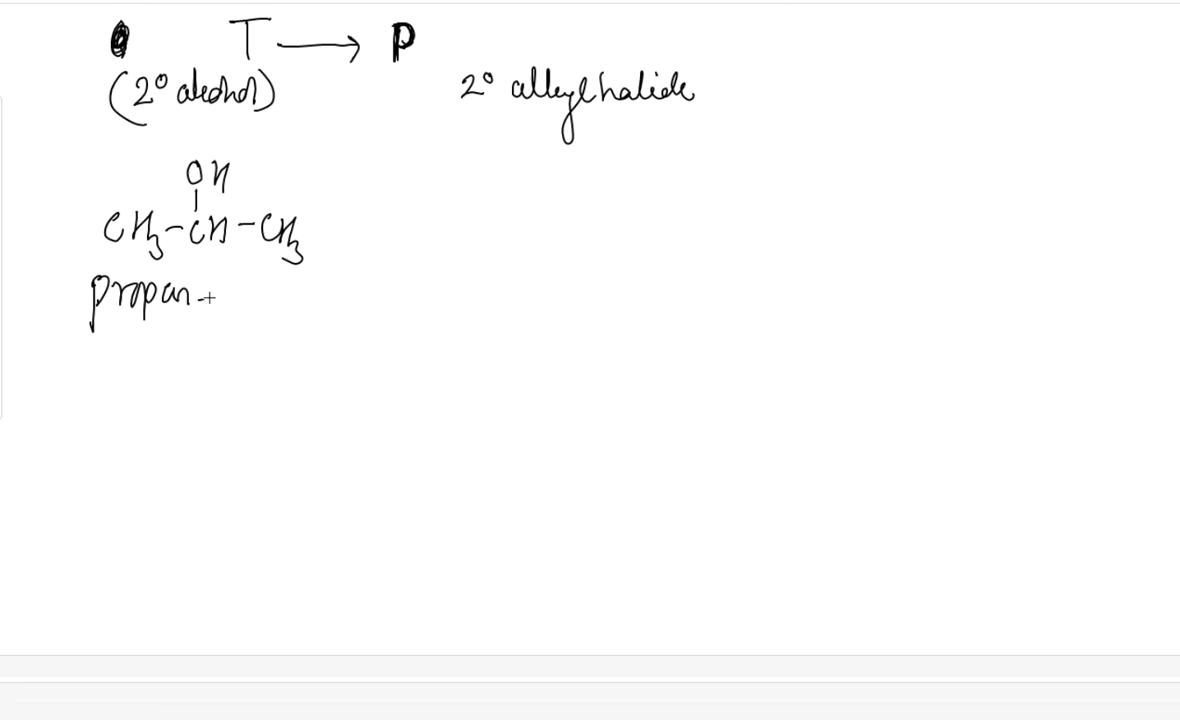 T → P
(2° alcohol) 2° alkyl halide
OH
CH₃-CH-CH₃
propan-